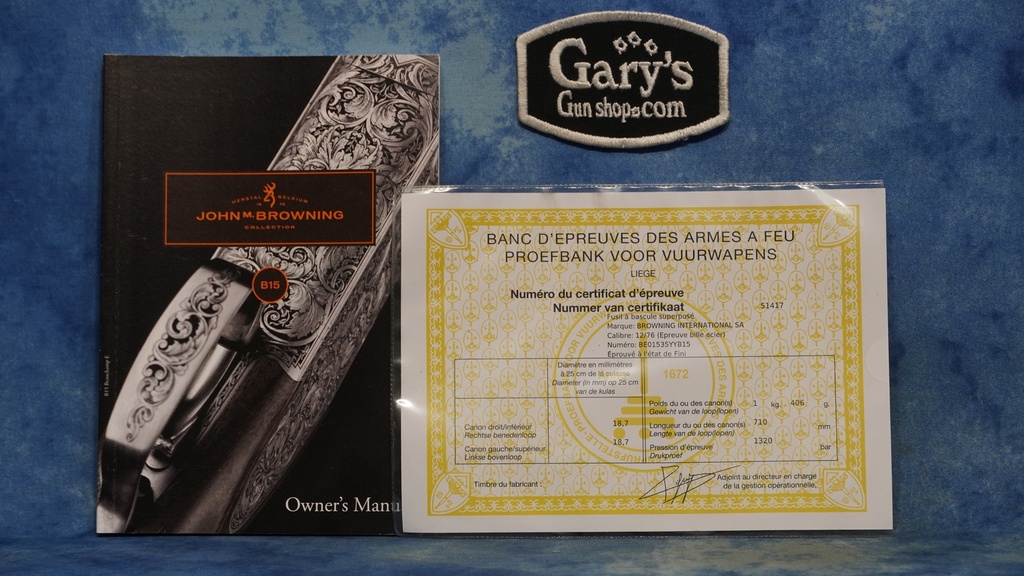 Gary's
Gun shop.com
HERSTAL BELGIUM
18 78
JOHN M. BROWNING
COLLECTION
B15
B15 Beauchamp E
Owner's Manu
BANC D'EPREUVES DES ARMES A FEU
PROEFBANK VOOR VUURWAPENS
LIEGE
Numéro du certificat d'épreuve
Nummer van certifikaat 51417
Fusil à bascule superposé
Marque: BROWNING INTERNATIONAL SA
Calibre: 12/76 (Epreuve bille acier)
Numéro: BE01535YYB15
Éprouvé à l'état de Fini
Diamètre en millimètres
à 25 cm de la culasse
Diameter (in mm) op 25 cm
van de kulas
1672
Poids du ou des canon(s) 1 kg. 406 g.
Gewicht van de loop(lopen)
Canon droit/inférieur 18,7
Rechtse benedenloop
Longueur du ou des canon(s) 710 mm
Lengte van de loop(lopen)
Canon gauche/supérieur 18,7
Linkse bovenloop
Pression d'épreuve 1320 bar
Drukproef
Timbre du fabricant :
Adjoint au directeur en charge
de la gestion opérationnelle,